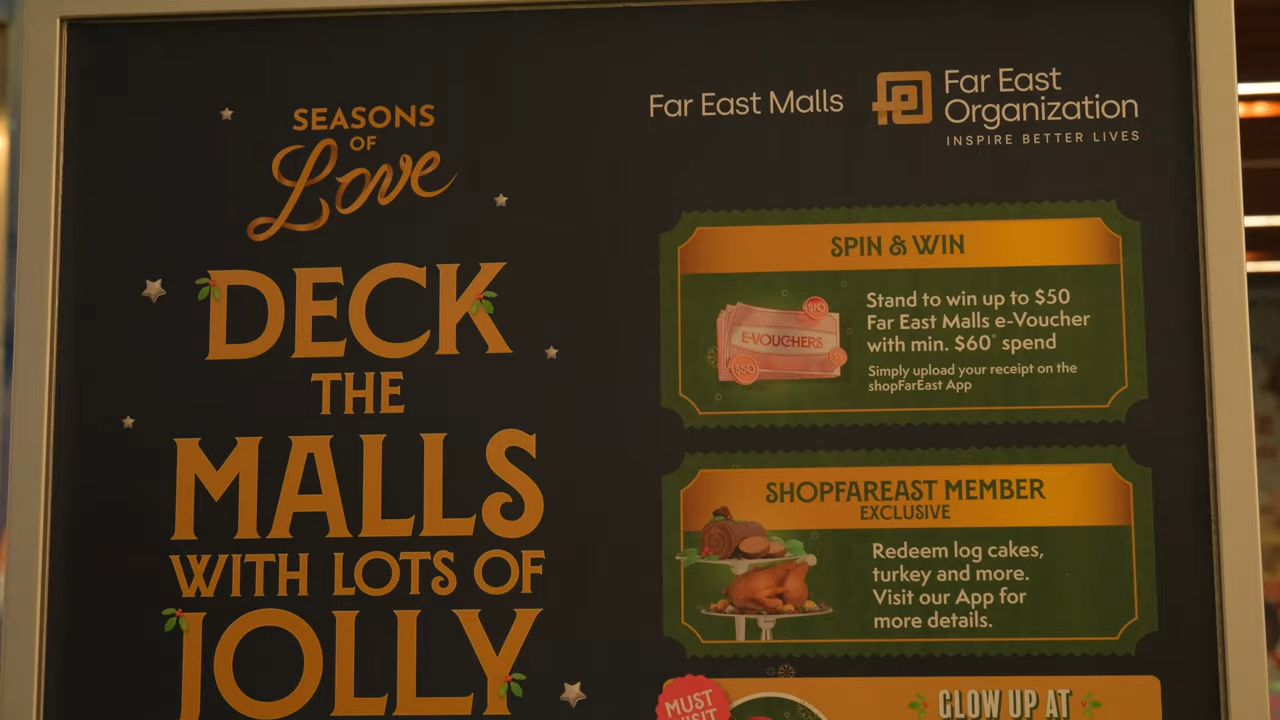 SEASONS
OF
Love
DECK
THE
MALLS
WITH LOTS OF
JOLLY
Far East Malls
Far East
Organization
INSPIRE BETTER LIVES
SPIN & WIN
E-VOUCHERS
$10
$50
Stand to win up to $50
Far East Malls e-Voucher
with min. $60* spend
Simply upload your receipt on the
shopFarEast App
SHOPFAREAST MEMBER
EXCLUSIVE
Redeem log cakes,
turkey and more.
Visit our App for
more details.
MUST
VISIT
GLOW UP AT